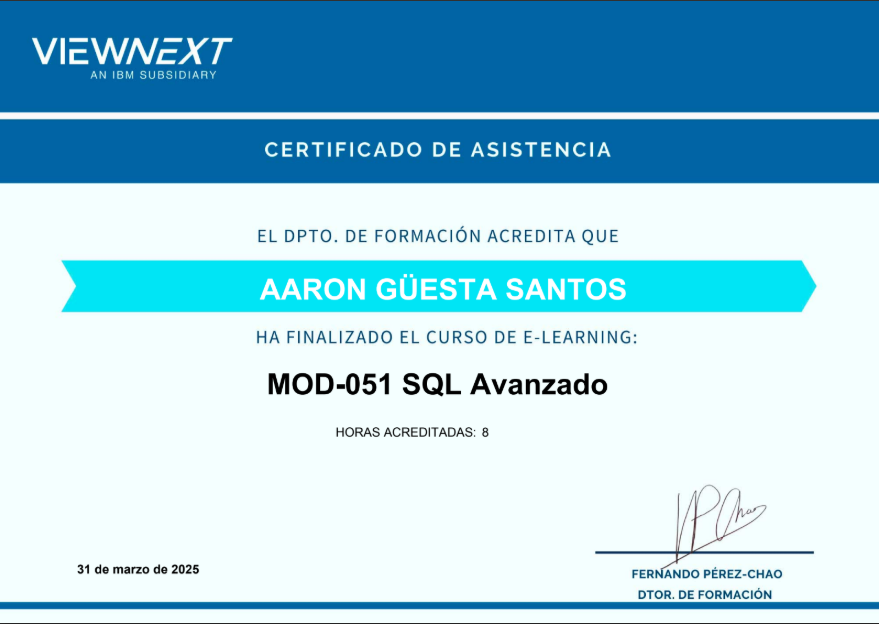 VIEWNEXT
AN IBM SUBSIDIARY
CERTIFICADO DE ASISTENCIA
EL DPTO. DE FORMACIÓN ACREDITA QUE
AARON GÜESTA SANTOS
HA FINALIZADO EL CURSO DE E-LEARNING:
MOD-051 SQL Avanzado
HORAS ACREDITADAS: 8
31 de marzo de 2025
FERNANDO PÉREZ-CHAO
DTOR. DE FORMACIÓN